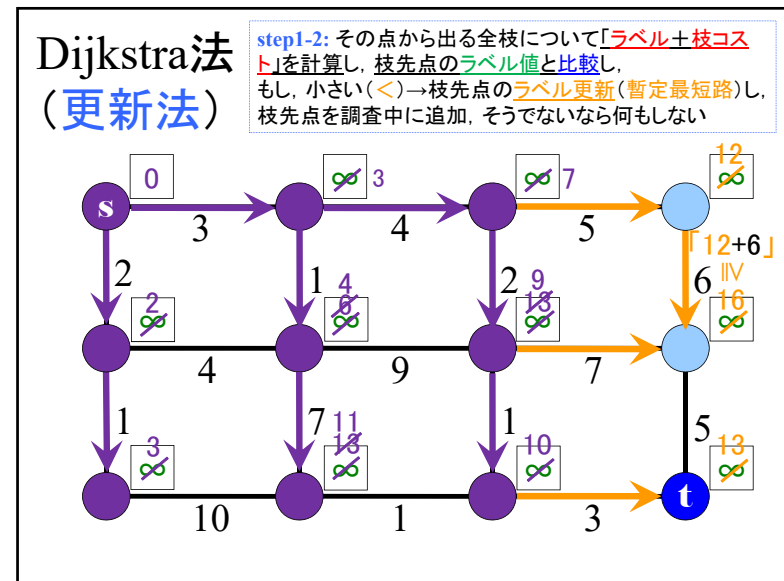 Dijkstra法
（更新法）
step1-2: その点から出る全枝について「ラベル＋枝コス
ト」を計算し，枝先点のラベル値と比較し，
もし，小さい（＜）→枝先点のラベル更新（暫定最短路）し，
枝先点を調査中に追加，そうでないなら何もしない
s 0 ∞ 3 ∞ 7 12 ∞
3 4 5
「12+6」
2 1 2 6 ≧
2 ∞ 4 6 ∞ 9 13 ∞ 16 ∞
4 9 7
1 7 1 5
3 ∞ 11 13 ∞ 10 ∞ 13 ∞
t
10 1 3